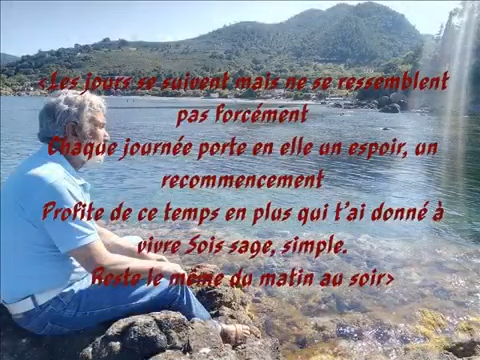 <Les jours se suivent mais ne se ressemblent
pas forcément
Chaque journée porte en elle un espoir, un
recommencement
Profite de ce temps en plus qui t'ai donné à
vivre Sois sage, simple.
Reste le même du matin au soir>